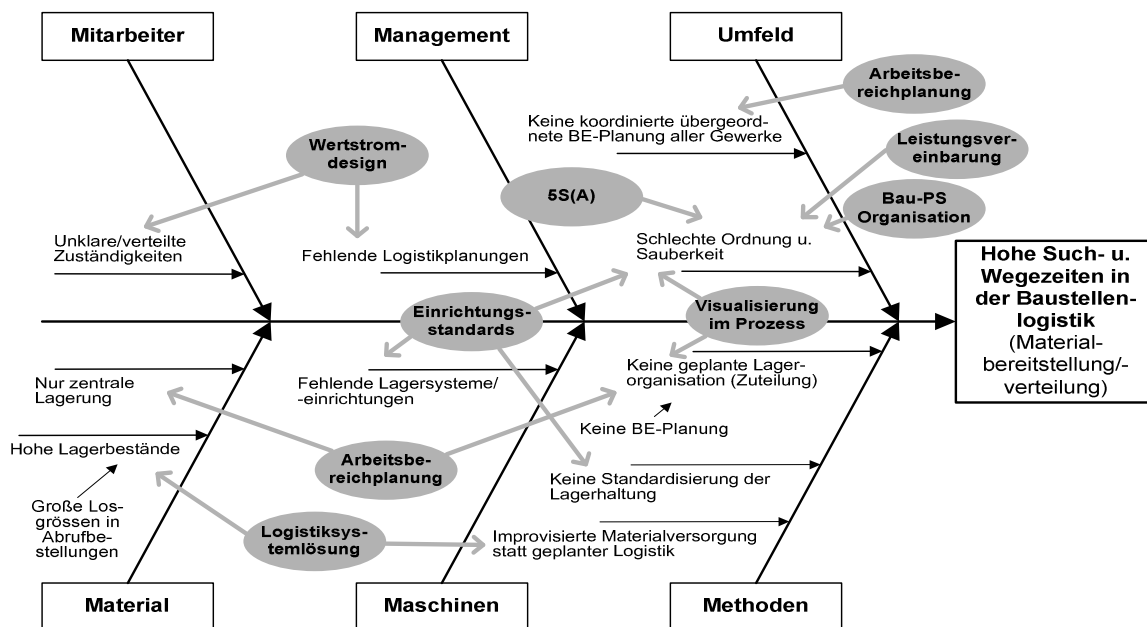 Mitarbeiter
Management
Umfeld
Arbeitsbe-
reichplanung
Keine koordinierte übergeord-
nete BE-Planung aller Gewerke
Wertstrom-
design
Leistungsver-
einbarung
5S(A)
Bau-PS
Organisation
Unklare/verteilte
Zuständigkeiten
Fehlende Logistikplanungen
Schlechte Ordnung u.
Sauberkeit
Hohe Such- u.
Wegezeiten in
der Baustellen-
logistik
(Material-
bereitstellung/-
verteilung)
Einrichtungs-
standards
Visualisierung
im Prozess
Nur zentrale
Lagerung
Fehlende Lagersysteme/
-einrichtungen
Keine geplante Lager-
organisation (Zuteilung)
Keine BE-Planung
Hohe Lagerbestände
Arbeitsbe-
reichplanung
Keine Standardisierung der
Lagerhaltung
Große Los-
grössen in
Abrufbe-
stellungen
Logistiksys-
temlösung
Improvisierte Materialversorgung
statt geplanter Logistik
Material
Maschinen
Methoden